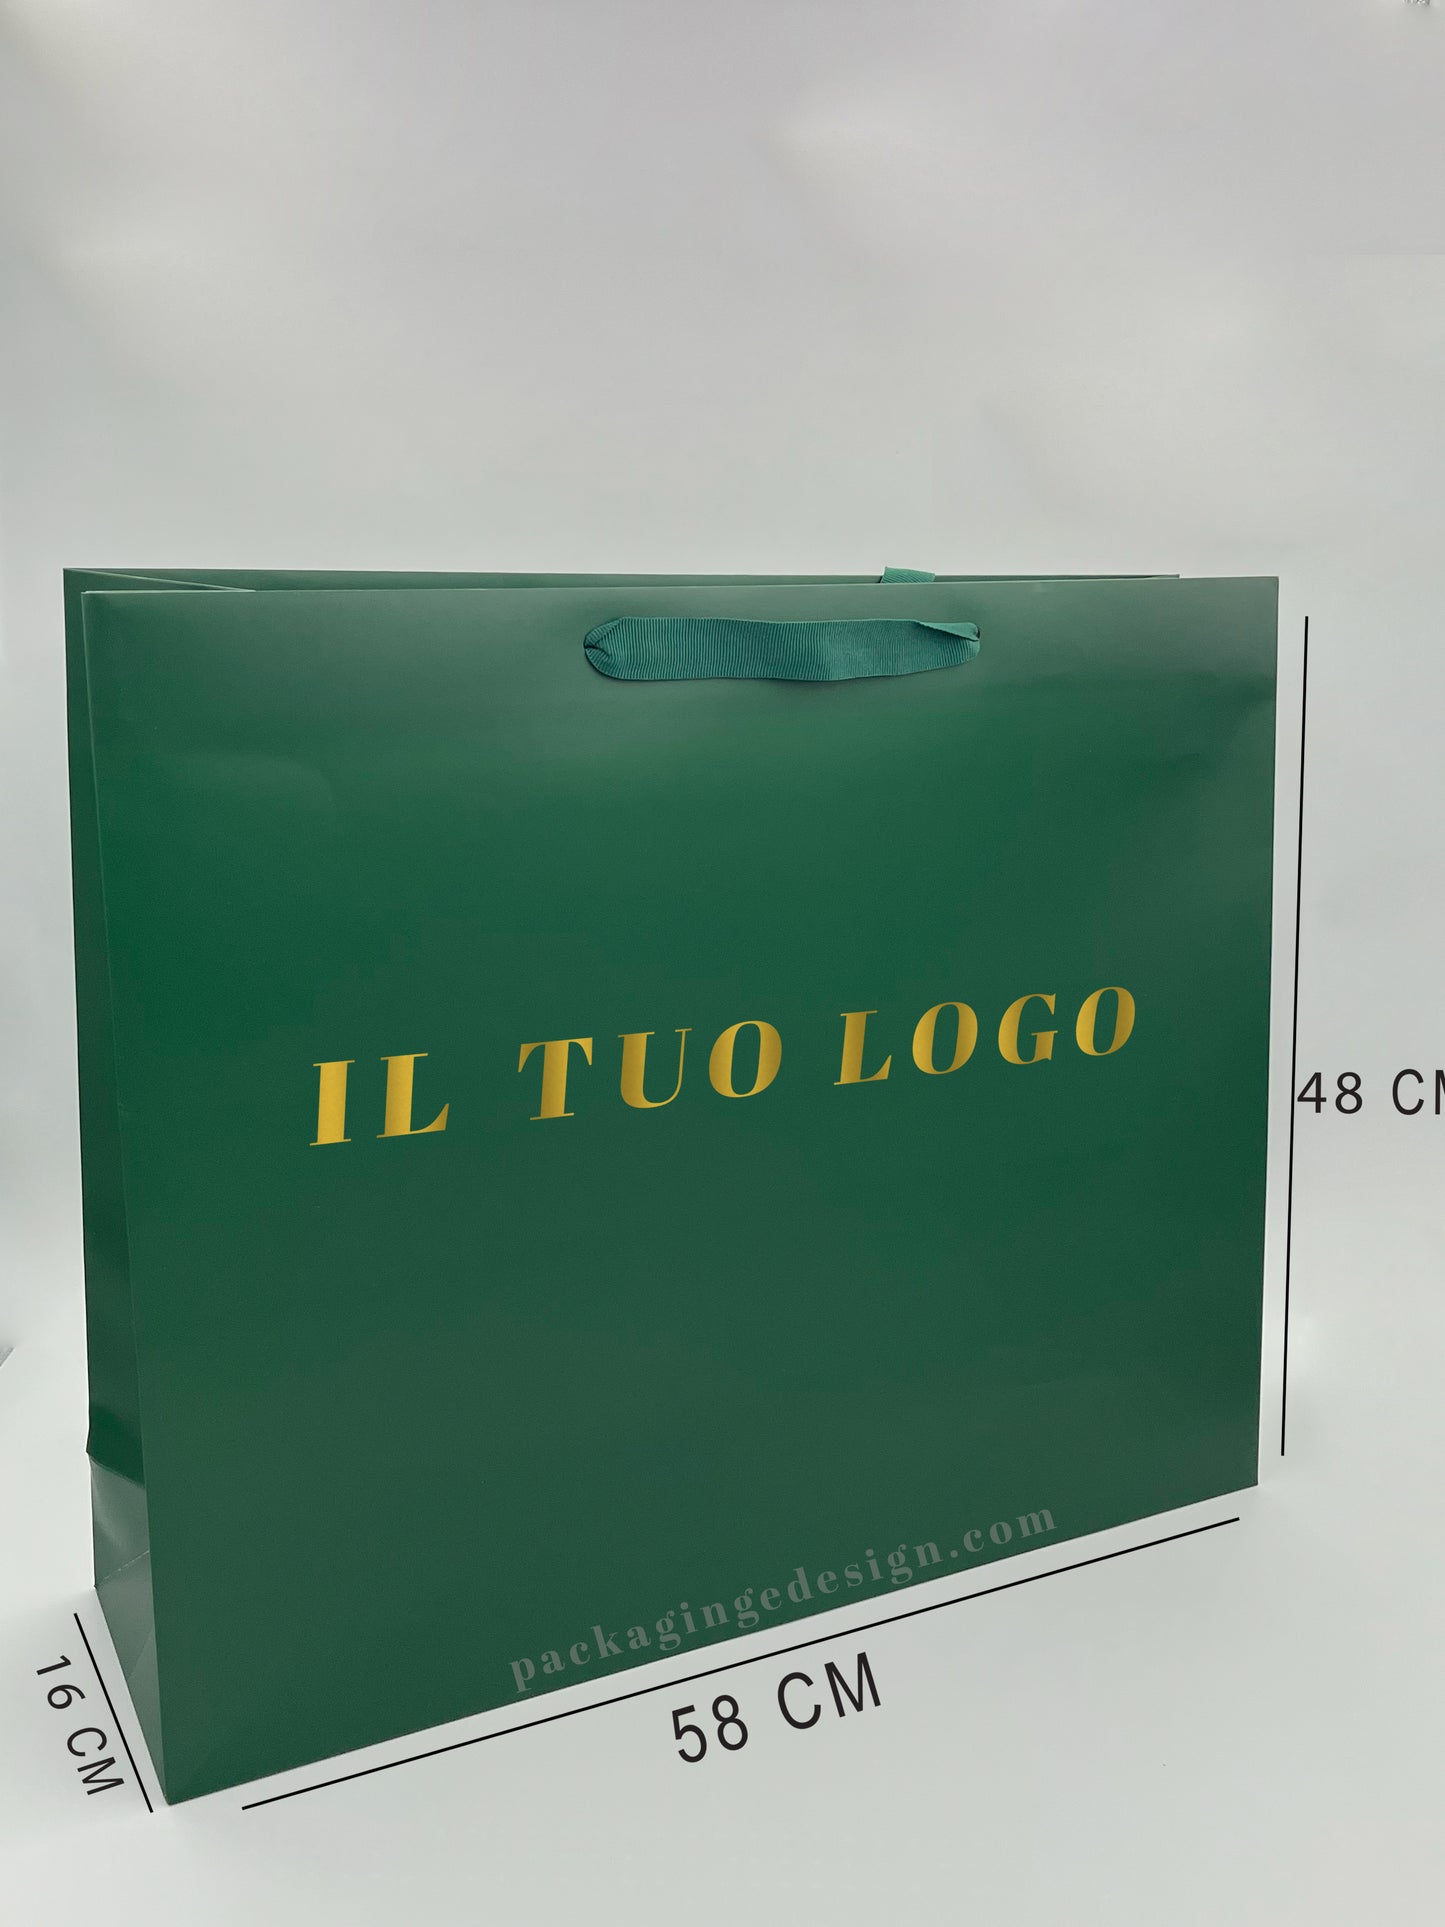 IL TUO LOGO
48 CM
packagingedesign.com
58 CM
16 CM